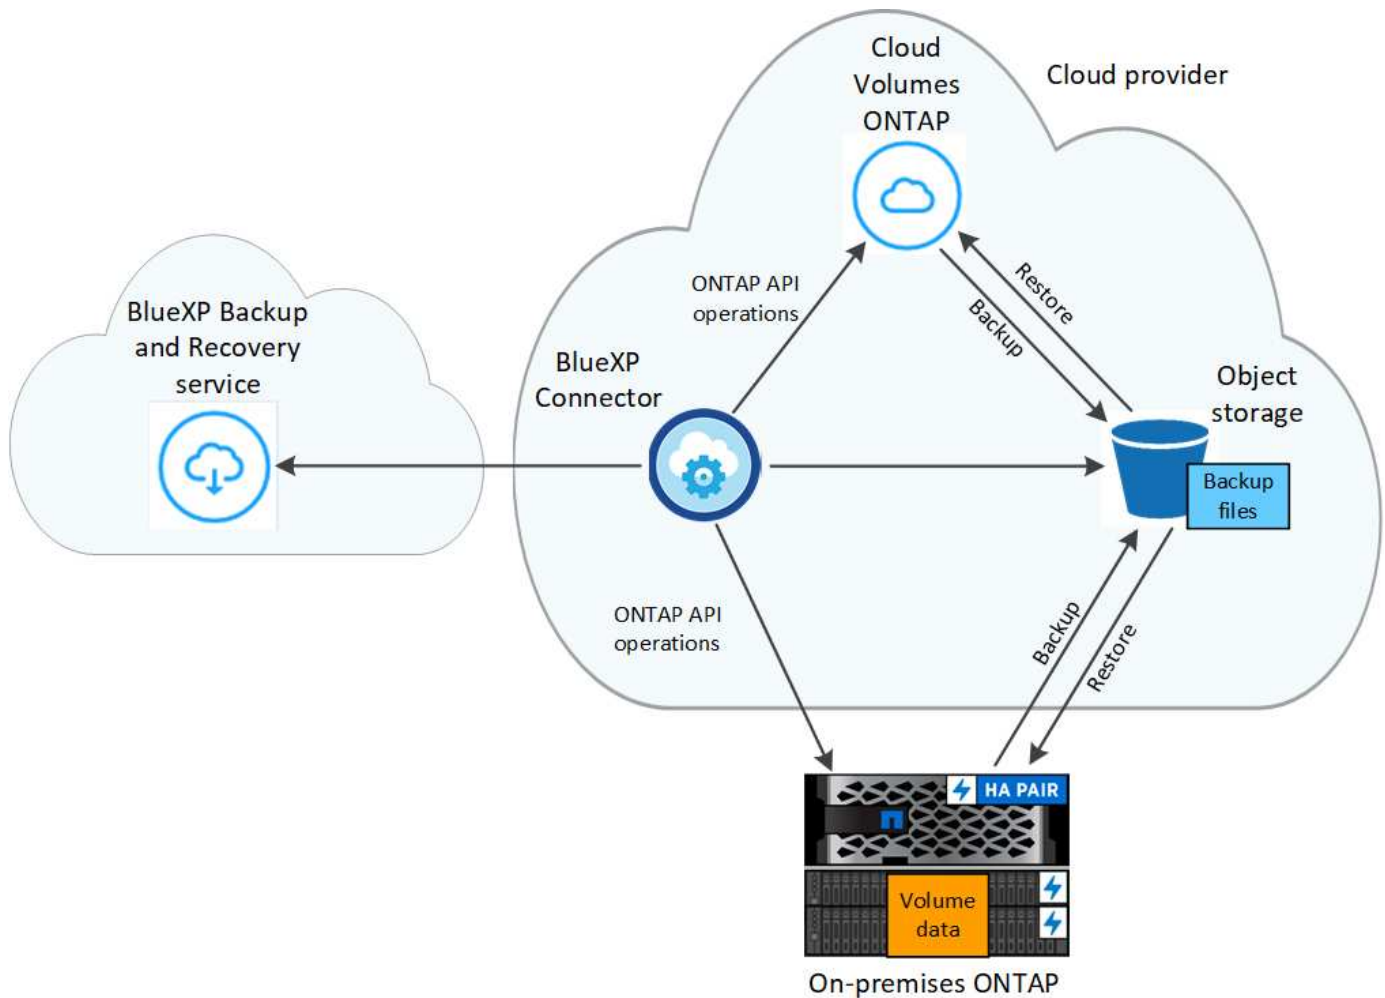 Cloud
Volumes
ONTAP
Cloud provider
ONTAP API
operations
Restore
Backup
BlueXP Backup
and Recovery
service
BlueXP
Connector
Object
storage
Backup
files
ONTAP API
operations
Backup
Restore
HA PAIR
Volume
data
On-premises ONTAP